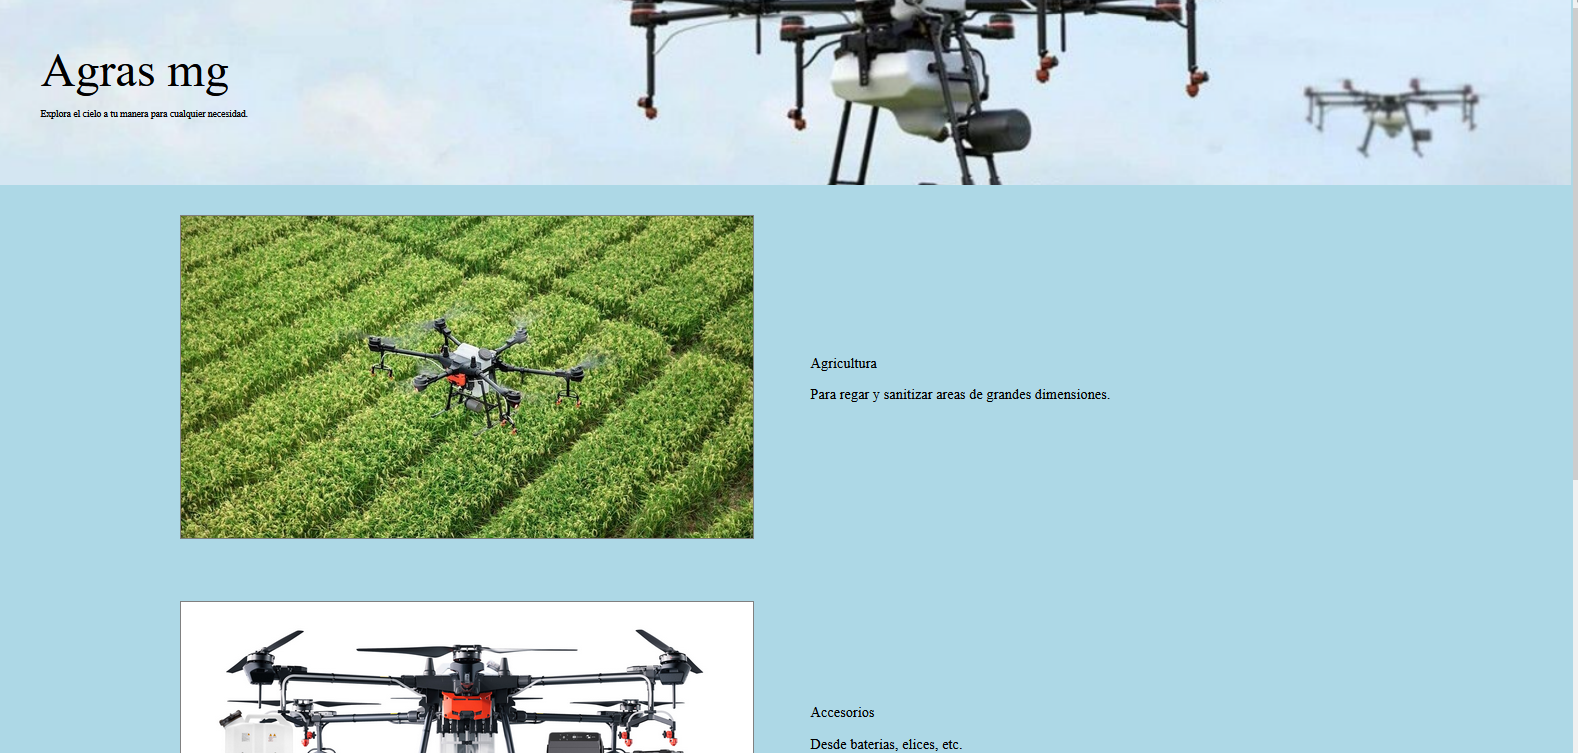 Agras mg
Explora el cielo a tu manera para cualquier necesidad.
Agricultura
Para regar y sanitizar areas de grandes dimensiones.
Accesorios
Desde baterias, elices, etc.